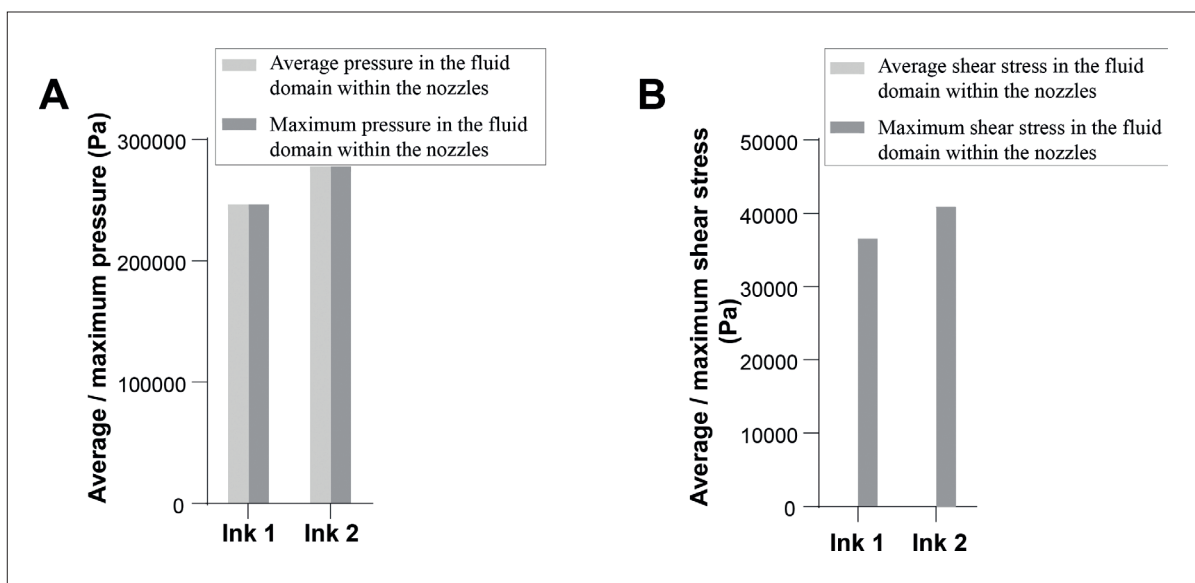 A
Average pressure in the fluid
domain within the nozzles
Maximum pressure in the fluid
domain within the nozzles
Average / maximum pressure (Pa)
300000
200000
100000
0
Ink 1
Ink 2
B
Average shear stress in the fluid
domain within the nozzles
Maximum shear stress in the fluid
domain within the nozzles
Average / maximum shear stress
(Pa)
50000
40000
30000
20000
10000
0
Ink 1
Ink 2